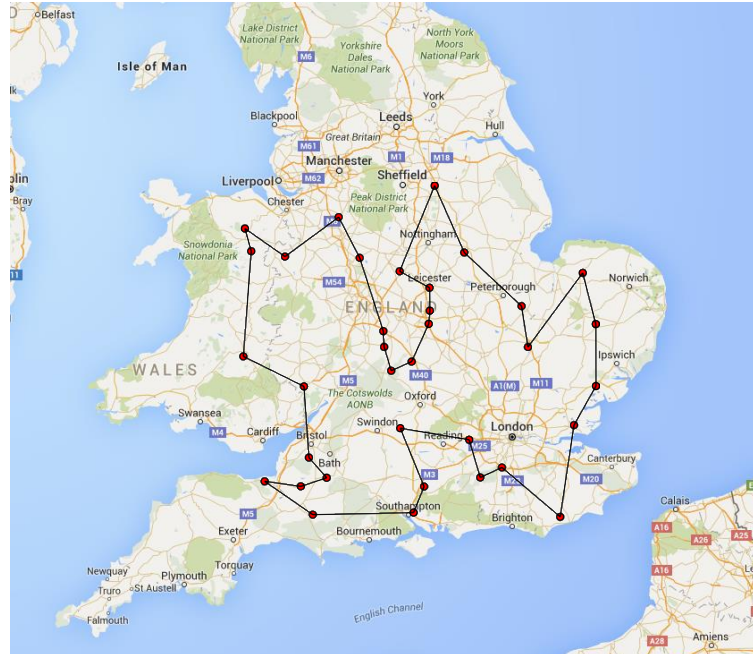 Belfast
Lake District
National Park
North York
Moors
National Park
Yorkshire
Dales
National Park
M6
Isle of Man
York
Blackpool
Leeds
Hull
Great Britain
M61
M1
M18
Manchester
Sheffield
M62
Liverpool
Bray
Chester
Peak District
National Park
Snowdonia
National Park
Nottingham
M54
Leicester
Peterborough
Norwich
ENGLAND
WALES
Ipswich
M5
M40
A1(M)
M11
The Cotswolds
AONB
Oxford
Swansea
Cardiff
M4
Swindon
London
Bristol
Reading
M25
Bath
Canterbury
M3
M20
Calais
Southampton
M5
Brighton
A16
A26
A25
Exeter
Bournemouth
Torquay
A16
Newquay
Plymouth
St Austell
Truro
Falmouth
English Channel
A28
Amiens